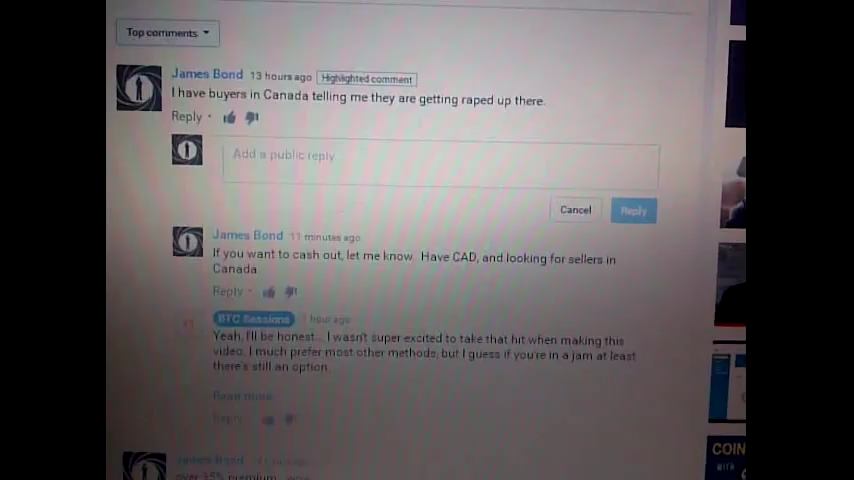 Top comments
James Bond 13 hours ago Highlighted comment
I have buyers in Canada telling me they are getting raped up there.
Reply ·
Add a public reply
Cancel Reply
James Bond 11 minutes ago
If you want to cash out, let me know. Have CAD, and looking for sellers in
Canada
Reply ·
BTC Sessions 1 hour ago
Yeah, I'll be honest... I wasn't super excited to take that hit when making this
video. I much prefer most other methods, but I guess if you're in a jam at least
there's still an option.
Read more
Reply
James Bond
over 15% premium
COIN
WITH